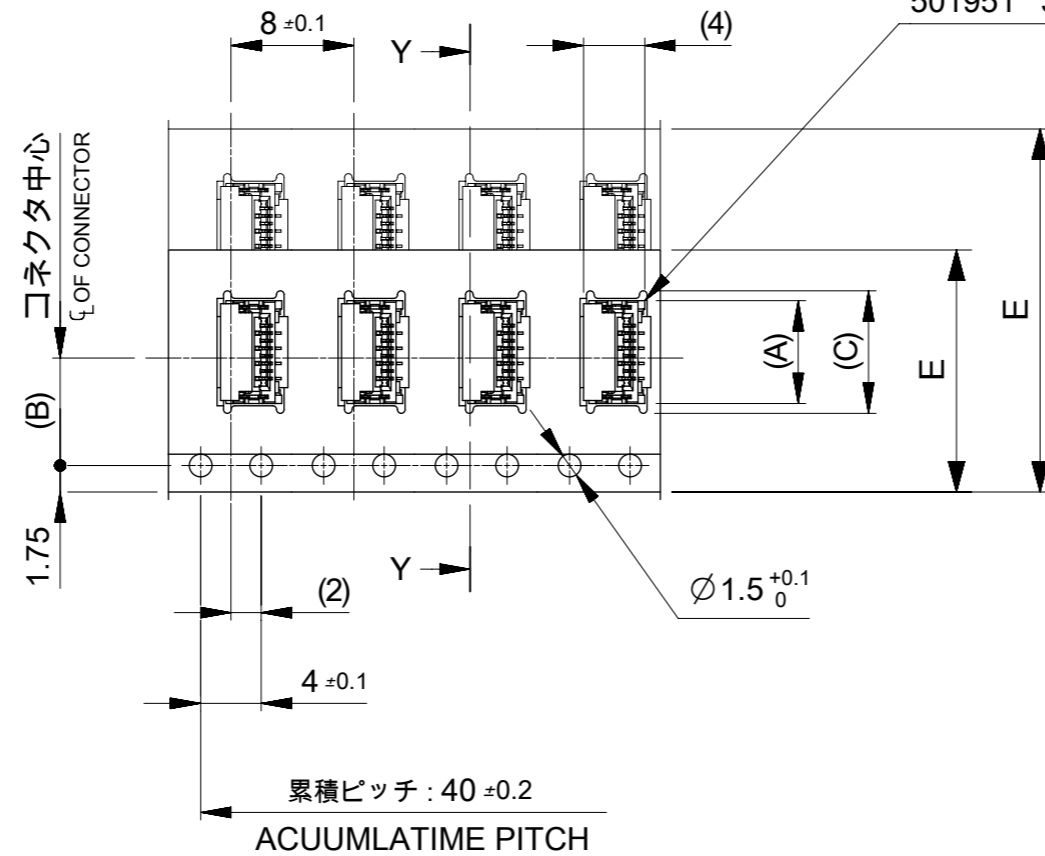 501951
8 ±0.1
Y
(4)
コネクタ中心
℄ OF CONNECTOR
E
(A)
(C)
E
(B)
1.75
Y
(2)
Ø1.5 +0.1 0
4 ±0.1
累積ピッチ : 40 ±0.2
ACUUMLATIME PITCH